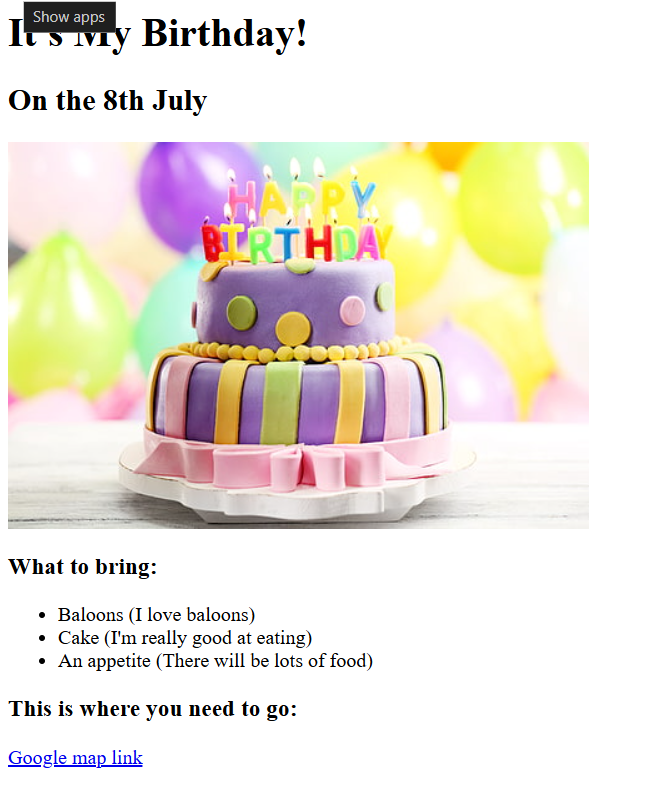 Show apps
It's My Birthday!
On the 8th July
HAPPY
BIRTHDAY
What to bring:
Baloons (I love baloons)
Cake (I'm really good at eating)
An appetite (There will be lots of food)
This is where you need to go:
Google map link